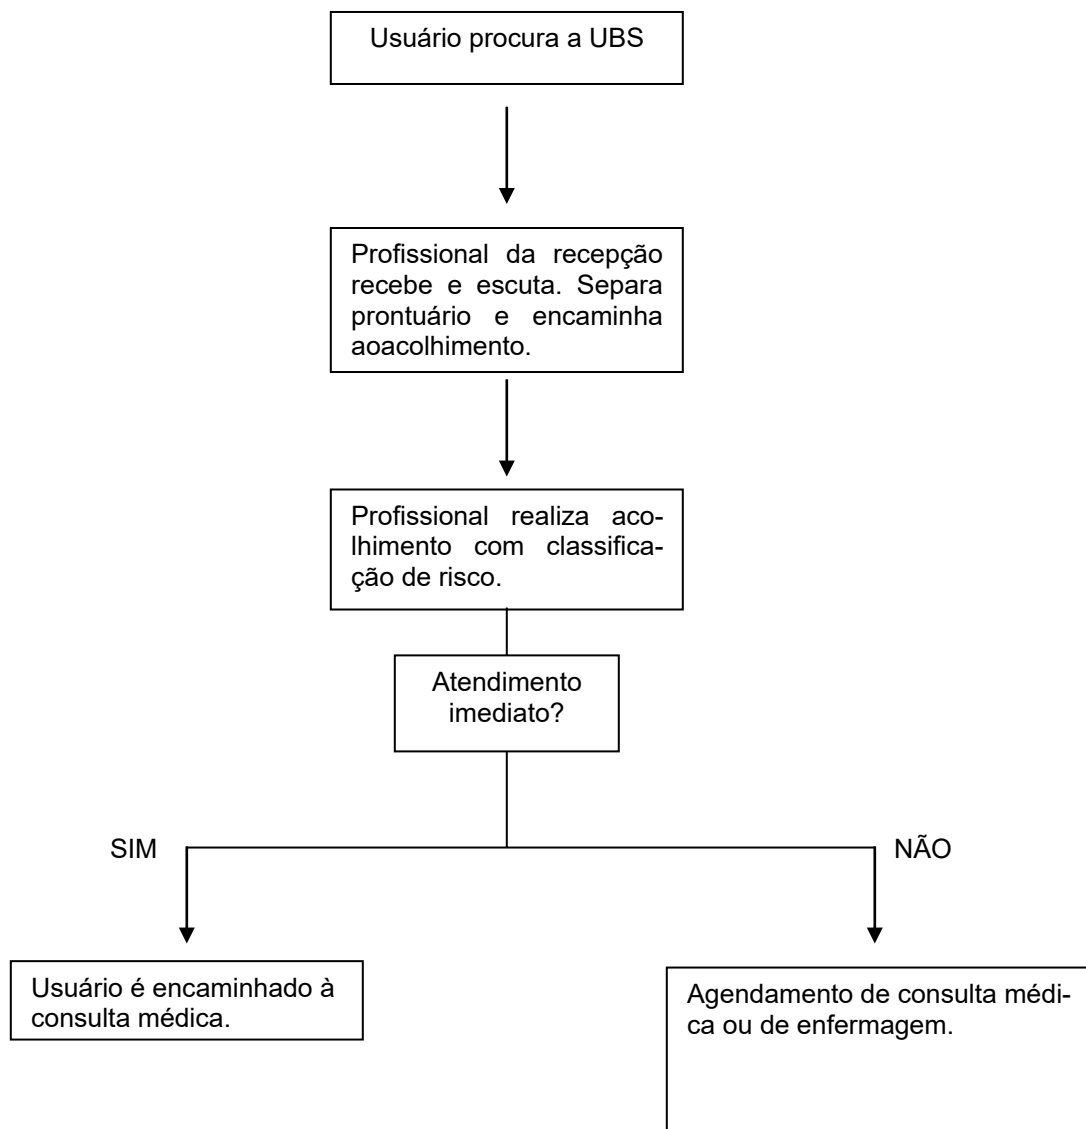 Usuário procura a UBS
Profissional da recepção
recebe e escuta. Separa
prontuário e encaminha
aoacolhimento.
Profissional realiza aco-
lhimento com classifica-
ção de risco.
Atendimento
imediato?
SIM
NÃO
Usuário é encaminhado à
consulta médica.
Agendamento de consulta médi-
ca ou de enfermagem.